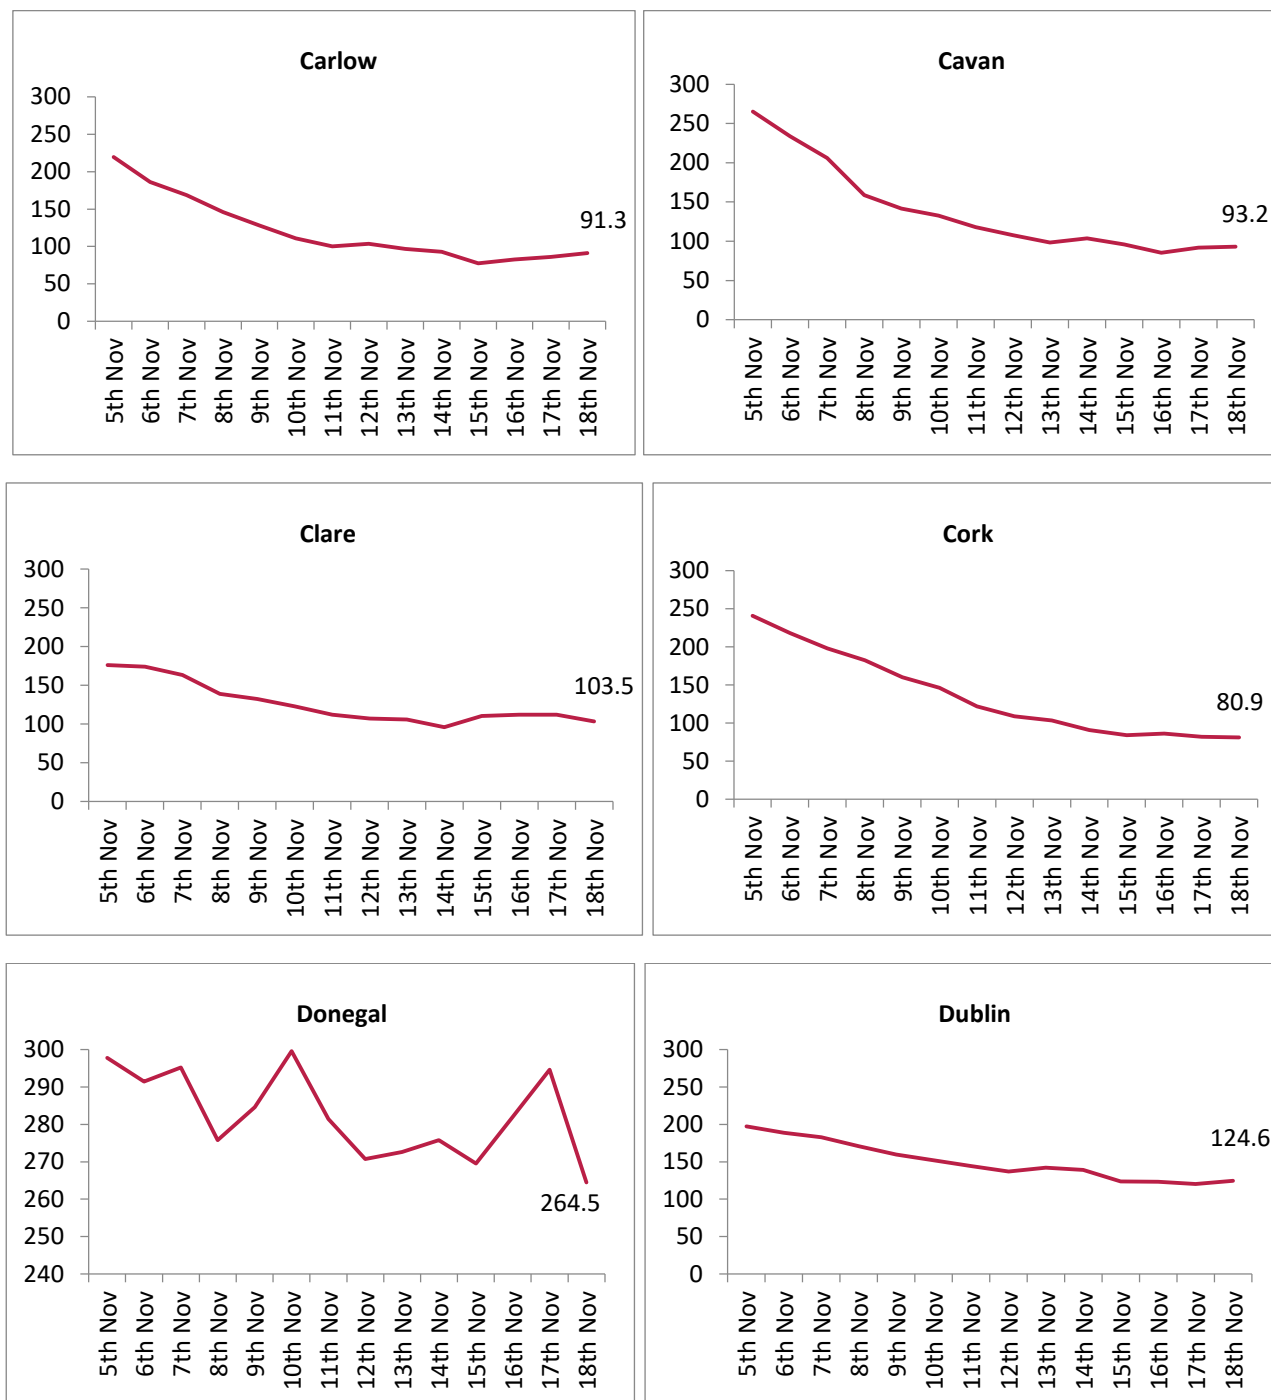 Carlow
300
250
200
150
100
50
0
91.3
5th Nov
6th Nov
7th Nov
8th Nov
9th Nov
10th Nov
11th Nov
12th Nov
13th Nov
14th Nov
15th Nov
16th Nov
17th Nov
18th Nov
Cavan
300
250
200
150
100
50
0
93.2
5th Nov
6th Nov
7th Nov
8th Nov
9th Nov
10th Nov
11th Nov
12th Nov
13th Nov
14th Nov
15th Nov
16th Nov
17th Nov
18th Nov
Clare
300
250
200
150
100
50
0
103.5
5th Nov
6th Nov
7th Nov
8th Nov
9th Nov
10th Nov
11th Nov
12th Nov
13th Nov
14th Nov
15th Nov
16th Nov
17th Nov
18th Nov
Cork
300
250
200
150
100
50
0
80.9
5th Nov
6th Nov
7th Nov
8th Nov
9th Nov
10th Nov
11th Nov
12th Nov
13th Nov
14th Nov
15th Nov
16th Nov
17th Nov
18th Nov
Donegal
300
290
280
270
260
250
240
264.5
5th Nov
6th Nov
7th Nov
8th Nov
9th Nov
10th Nov
11th Nov
12th Nov
13th Nov
14th Nov
15th Nov
16th Nov
17th Nov
18th Nov
Dublin
300
250
200
150
100
50
0
124.6
5th Nov
6th Nov
7th Nov
8th Nov
9th Nov
10th Nov
11th Nov
12th Nov
13th Nov
14th Nov
15th Nov
16th Nov
17th Nov
18th Nov